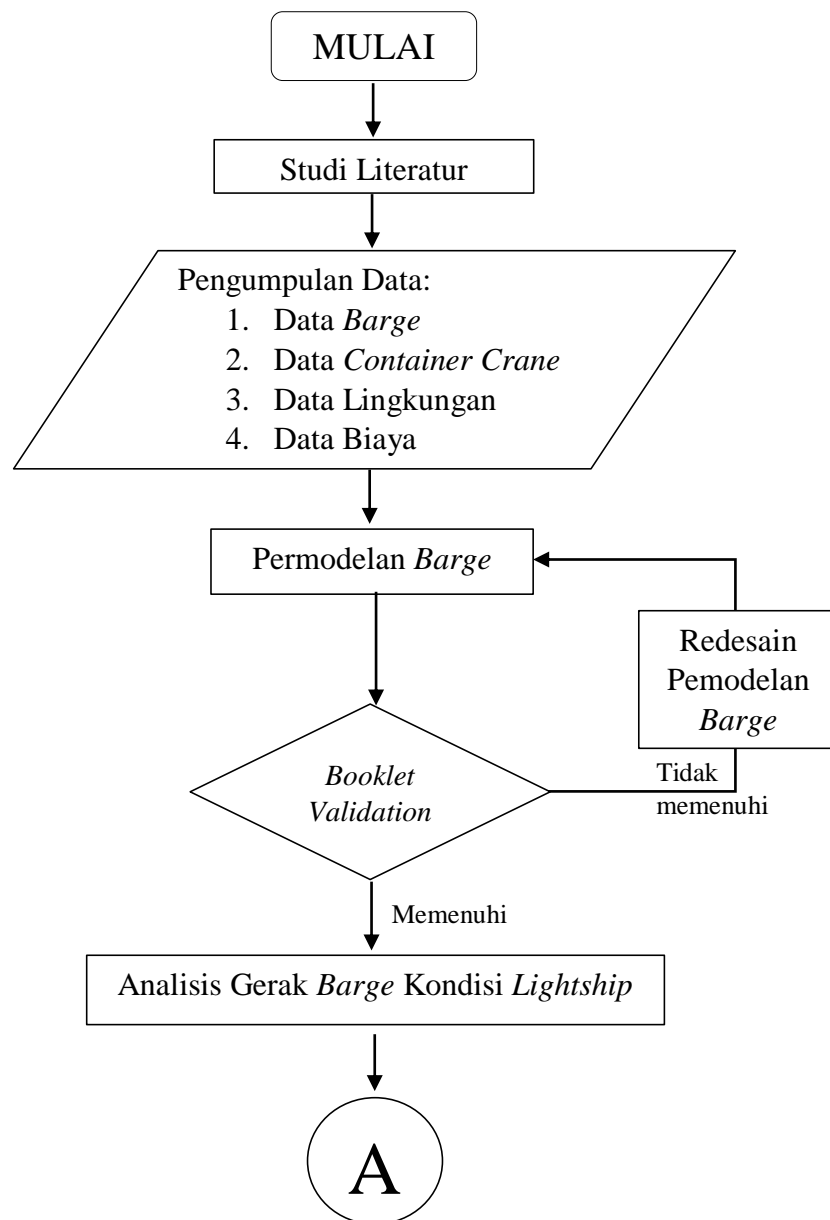 MULAI
Studi Literatur
Pengumpulan Data:
1. Data Barge
2. Data Container Crane
3. Data Lingkungan
4. Data Biaya
Permodelan Barge
Redesain
Pemodelan
Barge
Booklet
Validation
Tidak
memenuhi
Memenuhi
Analisis Gerak Barge Kondisi Lightship
A